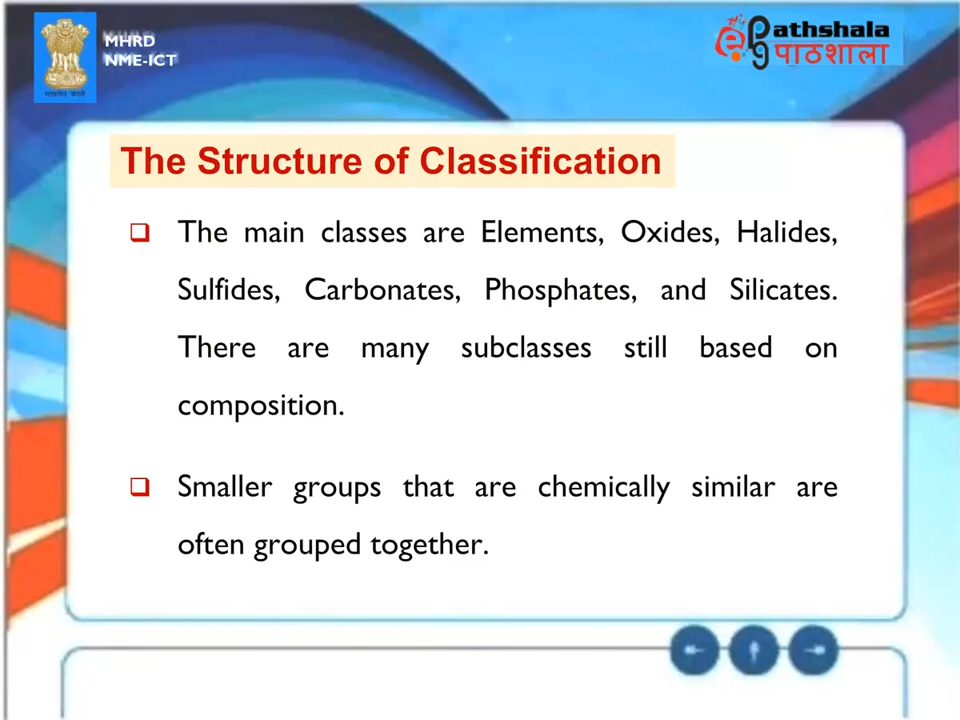 MHRD
NME-ICT
Pathshala
पाठशाला
The Structure of Classification
The main classes are Elements, Oxides, Halides,
Sulfides, Carbonates, Phosphates, and Silicates.
There are many subclasses still based on
composition.
Smaller groups that are chemically similar are
often grouped together.